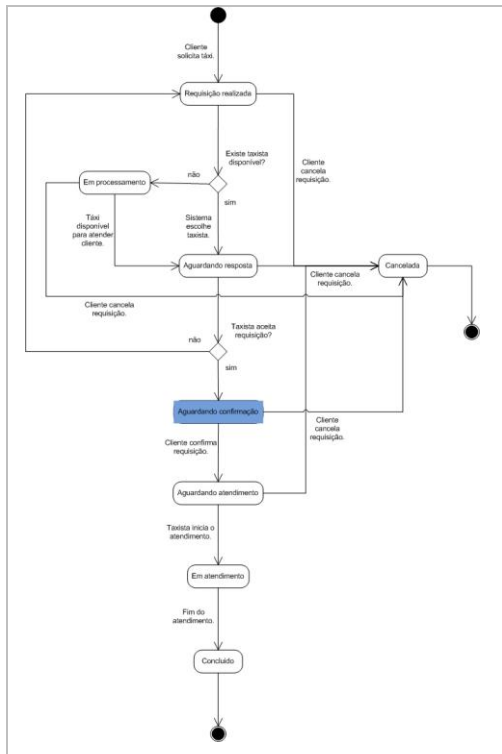 Cliente
solicita táxi.
Requisição realizada
Existe taxista
disponível?
Cliente
cancela
requisição.
não
Em processamento
sim
Táxi
disponível
para atender
cliente.
Sistema
escolhe
taxista.
Aguardando resposta
Cliente cancela
requisição.
Cancelada
Cliente cancela
requisição.
Taxista aceita
requisição?
não
sim
Aguardando confirmação
Cliente
cancela
requisição.
Cliente confirma
requisição.
Aguardando atendimento
Taxista inicia o
atendimento.
Em atendimento
Fim do
atendimento.
Concluído